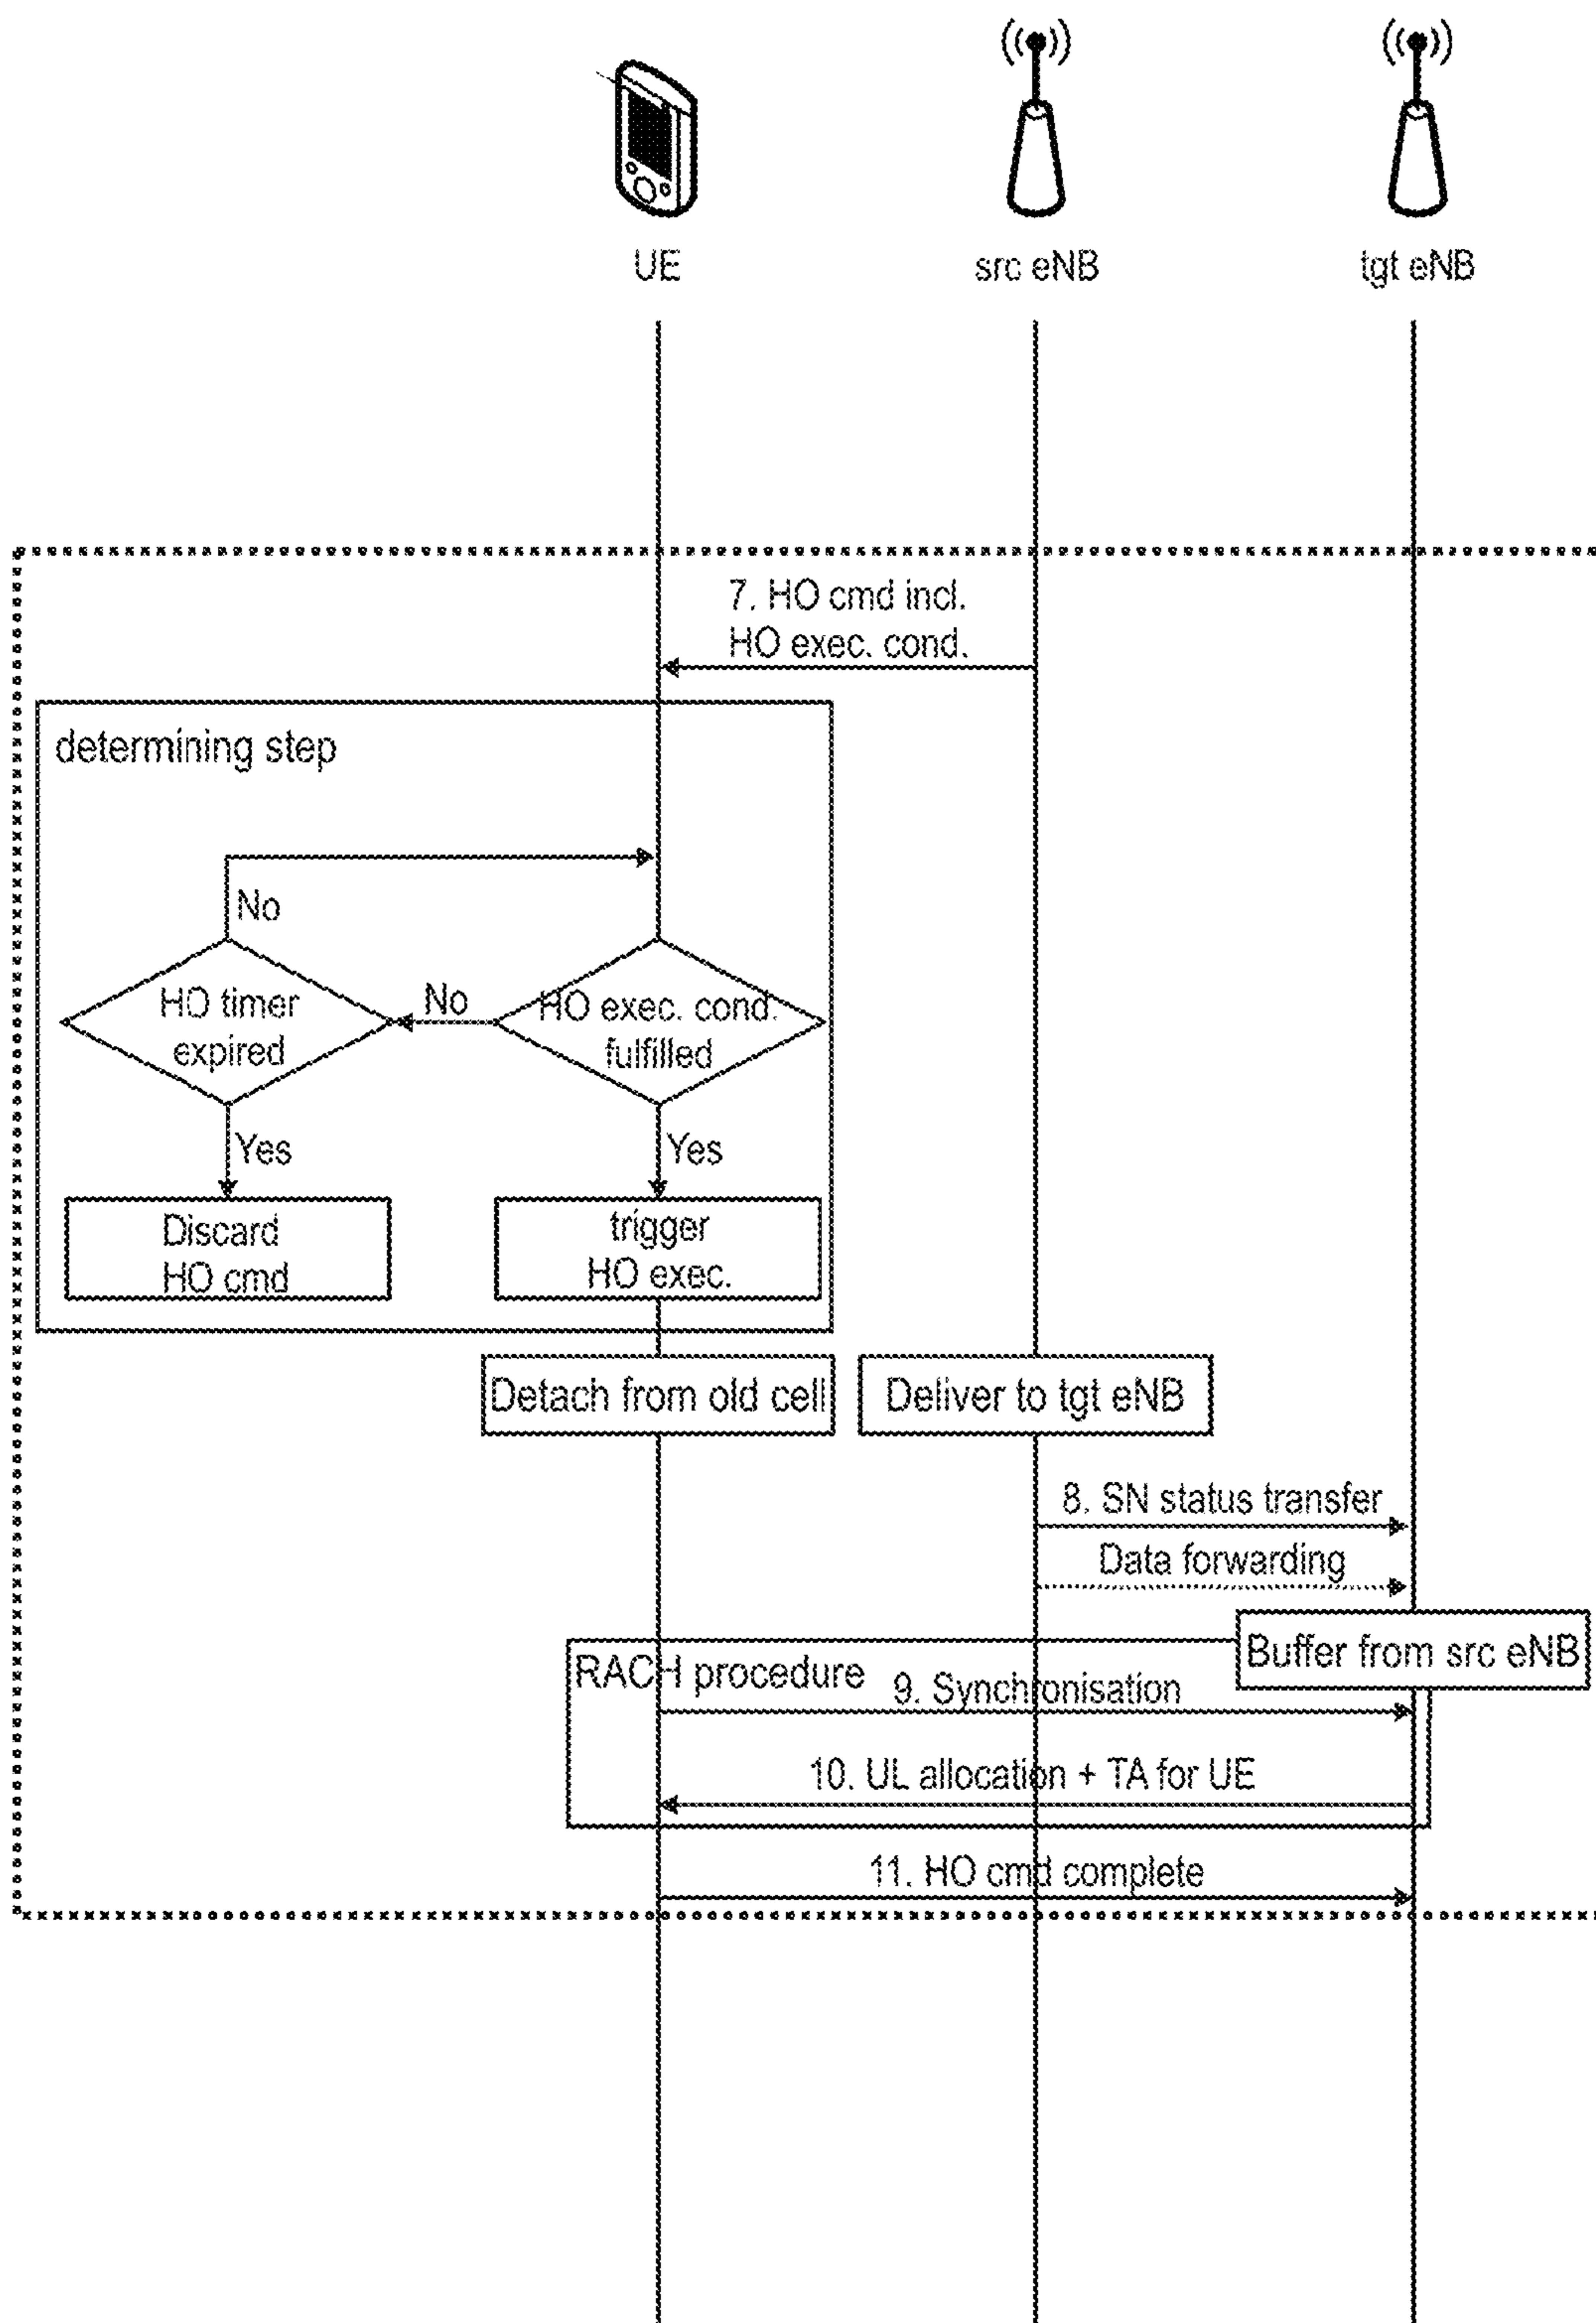 UE
src eNB
tgt eNB
7. HO cmd incl.
HO exec. cond.
determining step
No
HO timer
expired
No
HO exec. cond.
fulfilled
Yes
Yes
Discard
HO cmd
trigger
HO exec.
Detach from old cell
Deliver to tgt eNB
8. SN status transfer
Data forwarding
Buffer from src eNB
RACH procedure
9. Synchronisation
10. UL allocation + TA for UE
11. HO cmd complete